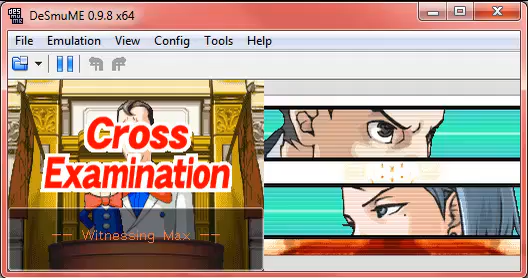 DeSmuME 0.9.8 x64
File Emulation View Config Tools Help
Cross
Examination
-- Witnessing Max --